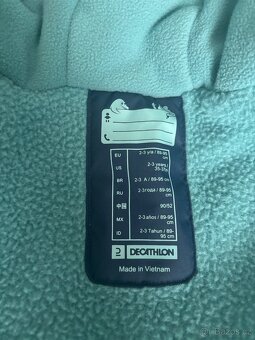 EU 2-3 yrs / 89-95 cm
US 2-3 years /
BR 2-3 A / 89-95 cm
RU 2-3 года / 89-95 cm
中国 90/52
MX 2-3 años / 89-95 cm
ID 2-3 Tahun / 89-95 cm
DECATHLON
Made in Vietnam